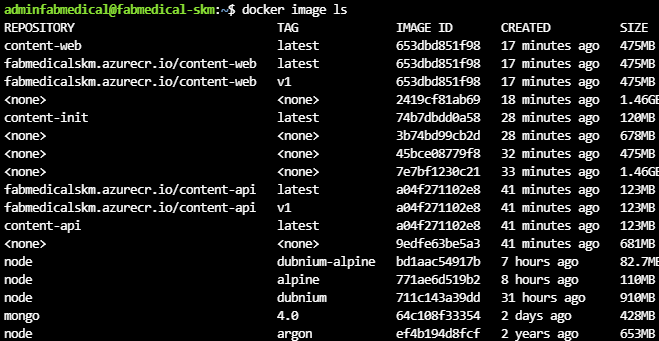 adminfabmedical@fabmedical-skm:~$ docker image ls
REPOSITORY TAG IMAGE ID CREATED SIZE
content-web latest 653dbd851f98 17 minutes ago 475MB
fabmedicalskm.azurecr.io/content-web latest 653dbd851f98 17 minutes ago 475MB
fabmedicalskm.azurecr.io/content-web v1 653dbd851f98 17 minutes ago 475MB
<none> <none> 2419cf81ab69 18 minutes ago 1.46GB
content-init latest 74b7dbdd0a58 28 minutes ago 120MB
<none> <none> 3b74bd99cb2d 28 minutes ago 678MB
<none> <none> 45bce08779f8 32 minutes ago 475MB
<none> <none> 7e7bf1230c21 33 minutes ago 1.46GB
fabmedicalskm.azurecr.io/content-api latest a04f271102e8 41 minutes ago 123MB
fabmedicalskm.azurecr.io/content-api v1 a04f271102e8 41 minutes ago 123MB
content-api latest a04f271102e8 41 minutes ago 123MB
<none> <none> 9edfe63be5a3 41 minutes ago 681MB
node dubnium-alpine bd1aac54917b 7 hours ago 82.7MB
node alpine 771ae6d519b2 8 hours ago 110MB
node dubnium 711c143a39dd 31 hours ago 910MB
mongo 4.0 64c108f33354 2 days ago 428MB
node argon ef4b194d8fcf 2 years ago 653MB